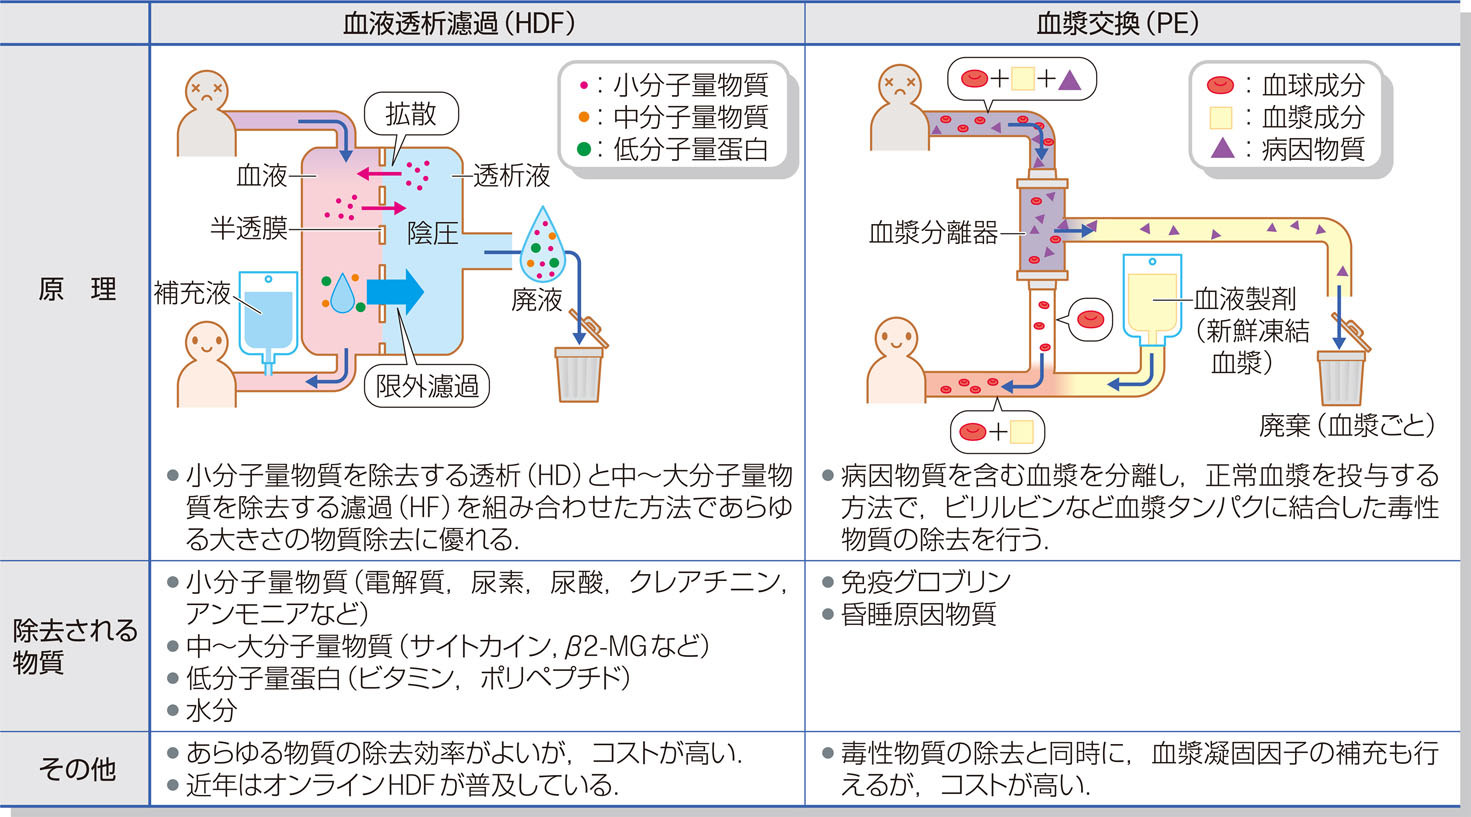 血液透析濾過（HDF）
血漿交換（PE）
原　理
●：小分子量物質
●：中分子量物質
●：低分子量蛋白
拡散
血液
透析液
半透膜
陰圧
補充液
廃液
限外濾過
：血球成分
：血漿成分
：病因物質
＋
＋
血漿分離器
血液製剤
（新鮮凍結
血漿）
＋
廃棄（血漿ごと）
●小分子量物質を除去する透析（HD）と中～大分子量物
質を除去する濾過（HF）を組み合わせた方法であらゆ
る大きさの物質除去に優れる.
●病因物質を含む血漿を分離し，正常血漿を投与する
方法で，ビリルビンなど血漿タンパクに結合した毒性
物質の除去を行う.
除去される
物質
●小分子量物質（電解質，尿素，尿酸，クレアチニン，
アンモニアなど）
●中～大分子量物質（サイトカイン，β2-MGなど）
●低分子量蛋白（ビタミン，ポリペプチド）
●水分
●免疫グロブリン
●昏睡原因物質
その他
●あらゆる物質の除去効率がよいが，コストが高い.
●近年はオンラインHDFが普及している.
●毒性物質の除去と同時に，血漿凝固因子の補充も行
えるが，コストが高い.